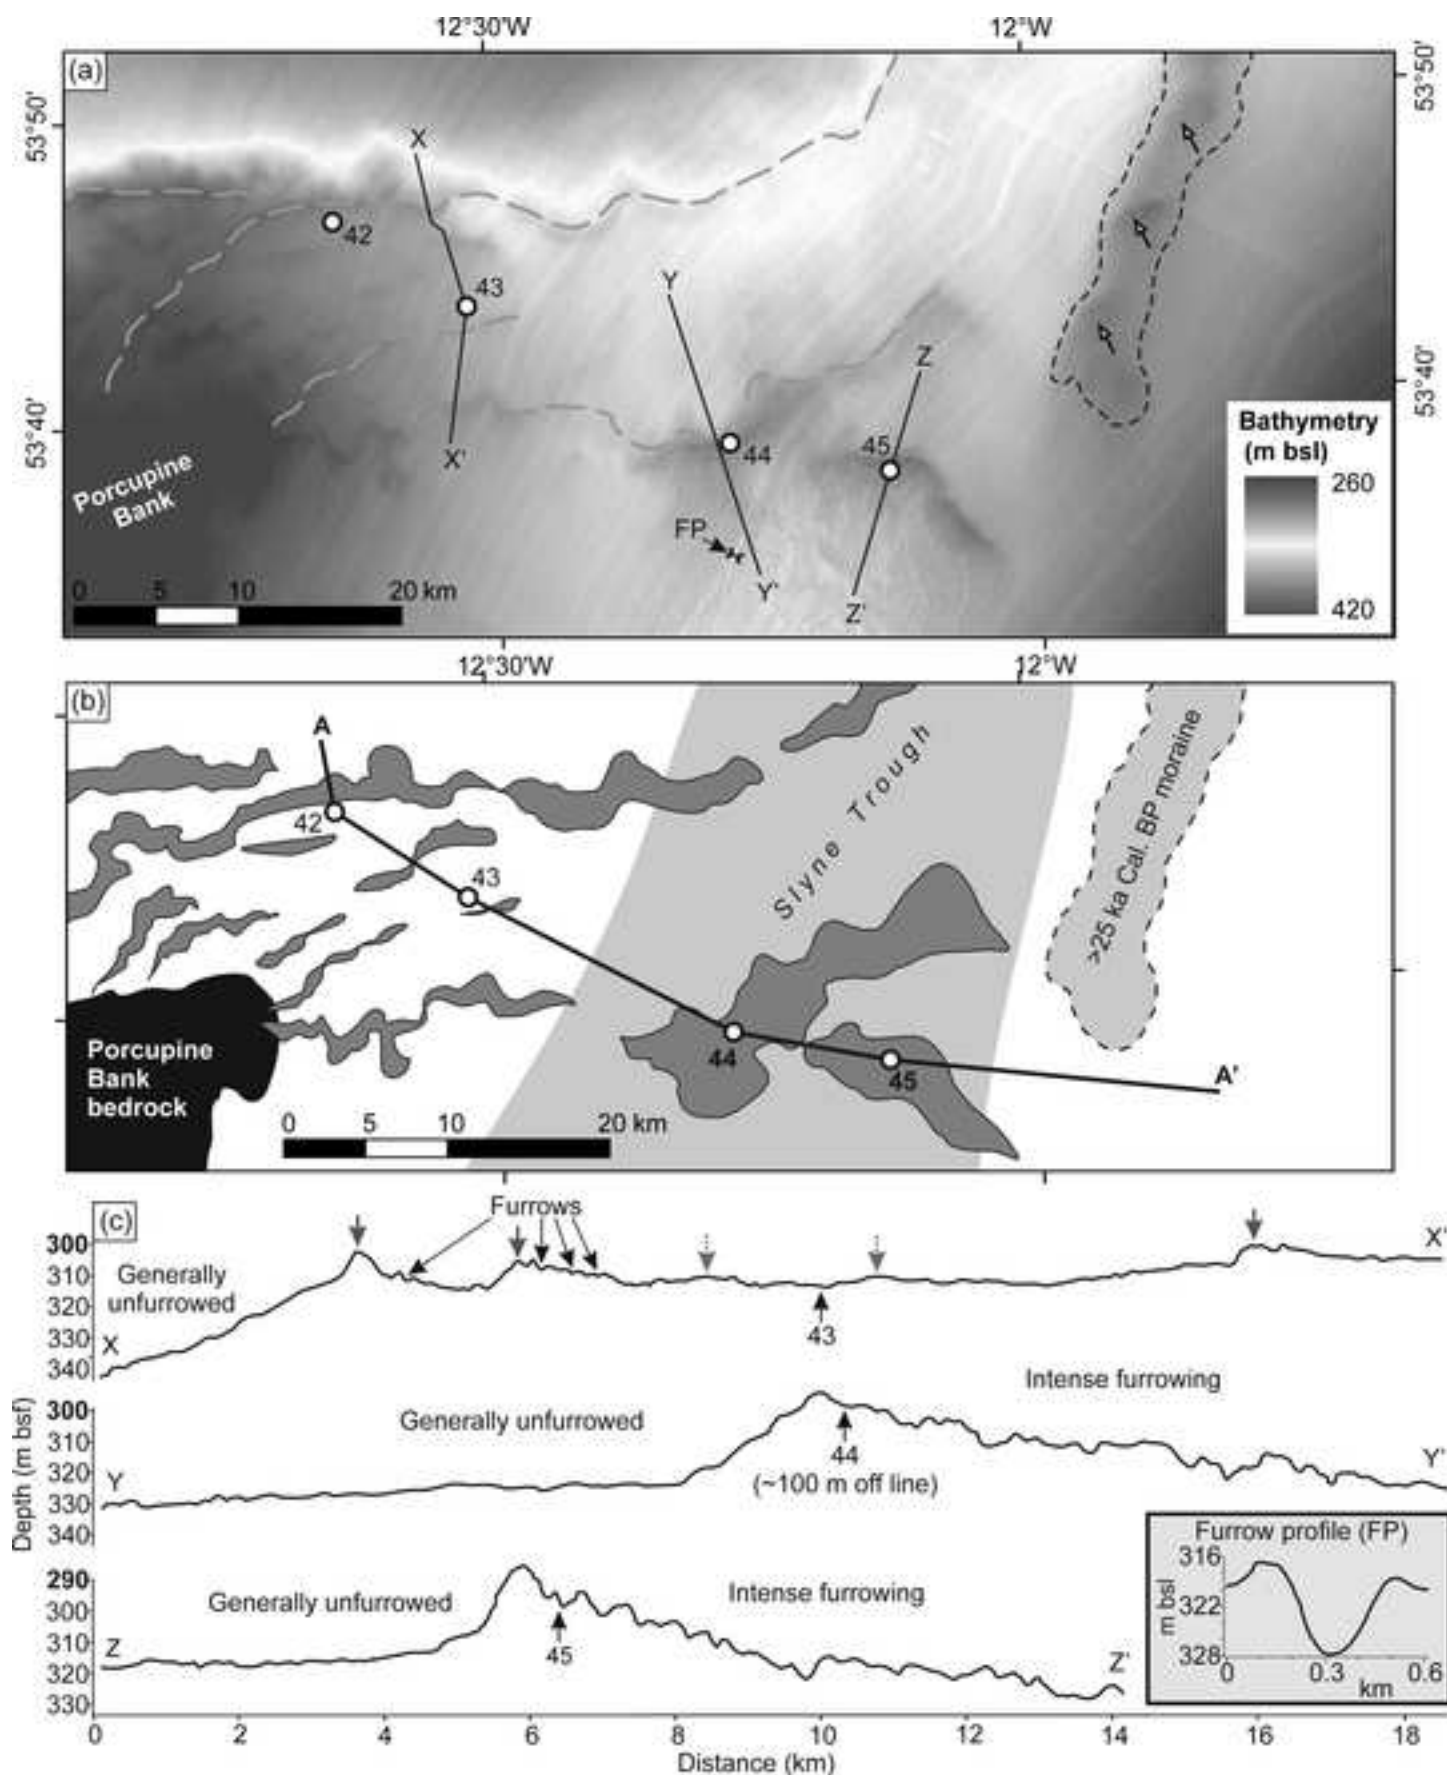 12°30'W 12°W
(a)
53°50'
53°50'
X
42
43
Y
Z
53°40'
53°40'
X'
44
45
Porcupine
Bank
FP
Y'
Z'
0 5 10 20 km
Bathymetry
(m bsl)
260
420
12°30'W 12°W
(b)
A
42
43
Slyne Trough
>25 ka Cal. BP moraine
44
45
A'
Porcupine
Bank
bedrock
0 5 10 20 km
(c)
Furrows
300
310
320
330
340
Generally
unfurrowed
X
X'
43
Depth (m bsf)
300
310
320
330
340
Generally unfurrowed
Intense furrowing
Y
Y'
44
(~100 m off line)
290
300
310
320
330
Generally unfurrowed
Intense furrowing
Z
Z'
45
Furrow profile (FP)
316
322
328
m bsl
0 0.3 0.6
km
0 2 4 6 8 10 12 14 16 18
Distance (km)